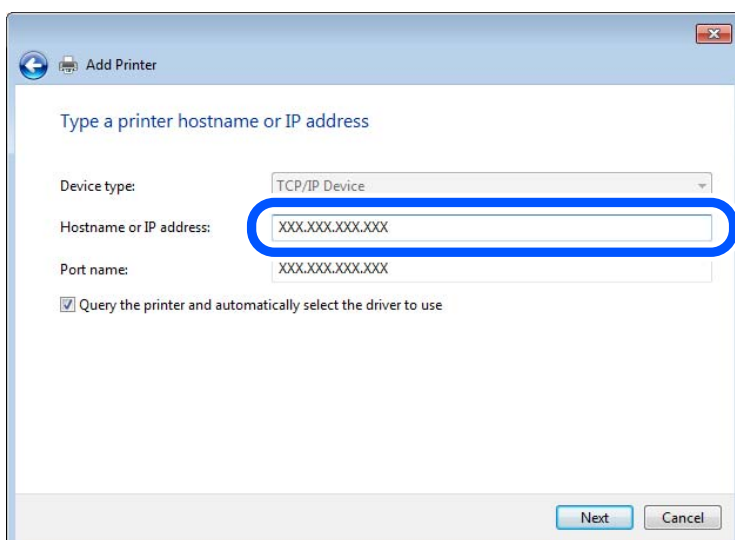 Add Printer
Type a printer hostname or IP address
Device type: TCP/IP Device
Hostname or IP address: XXX.XXX.XXX.XXX
Port name: XXX.XXX.XXX.XXX
Query the printer and automatically select the driver to use
Next Cancel